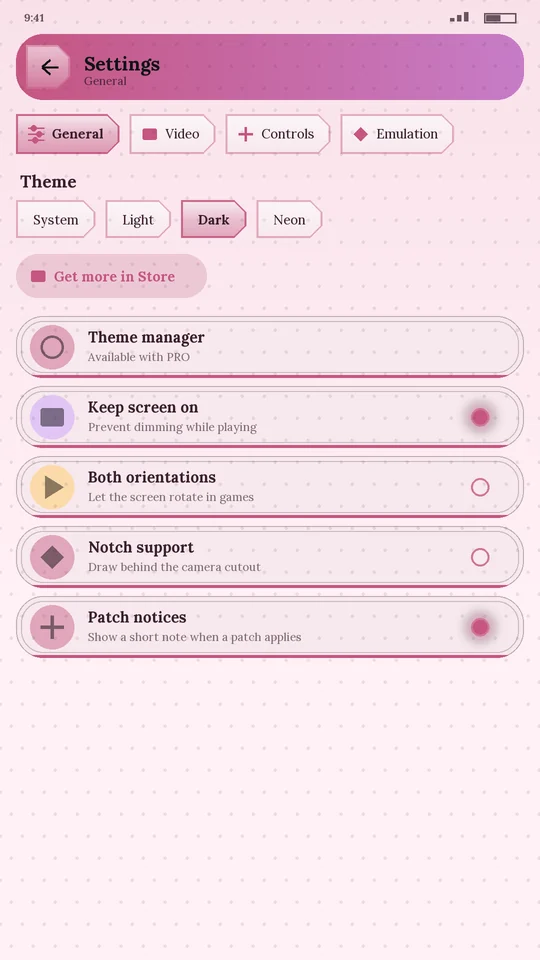 9:41
Settings
General
General
Video
Controls
Emulation
Theme
System
Light
Dark
Neon
Get more in Store
Theme manager
Available with PRO
Keep screen on
Prevent dimming while playing
Both orientations
Let the screen rotate in games
Notch support
Draw behind the camera cutout
Patch notices
Show a short note when a patch applies